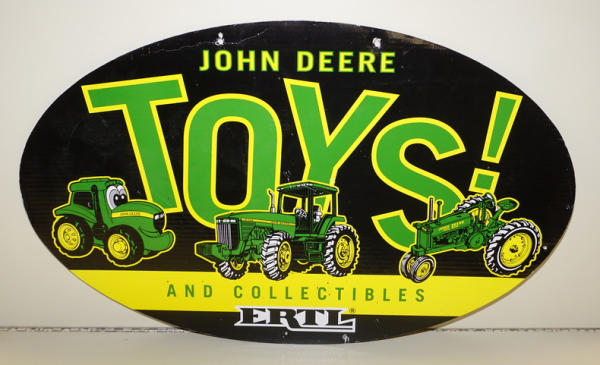 JOHN DEERE
TOYS!
AND COLLECTIBLES
ERTL®